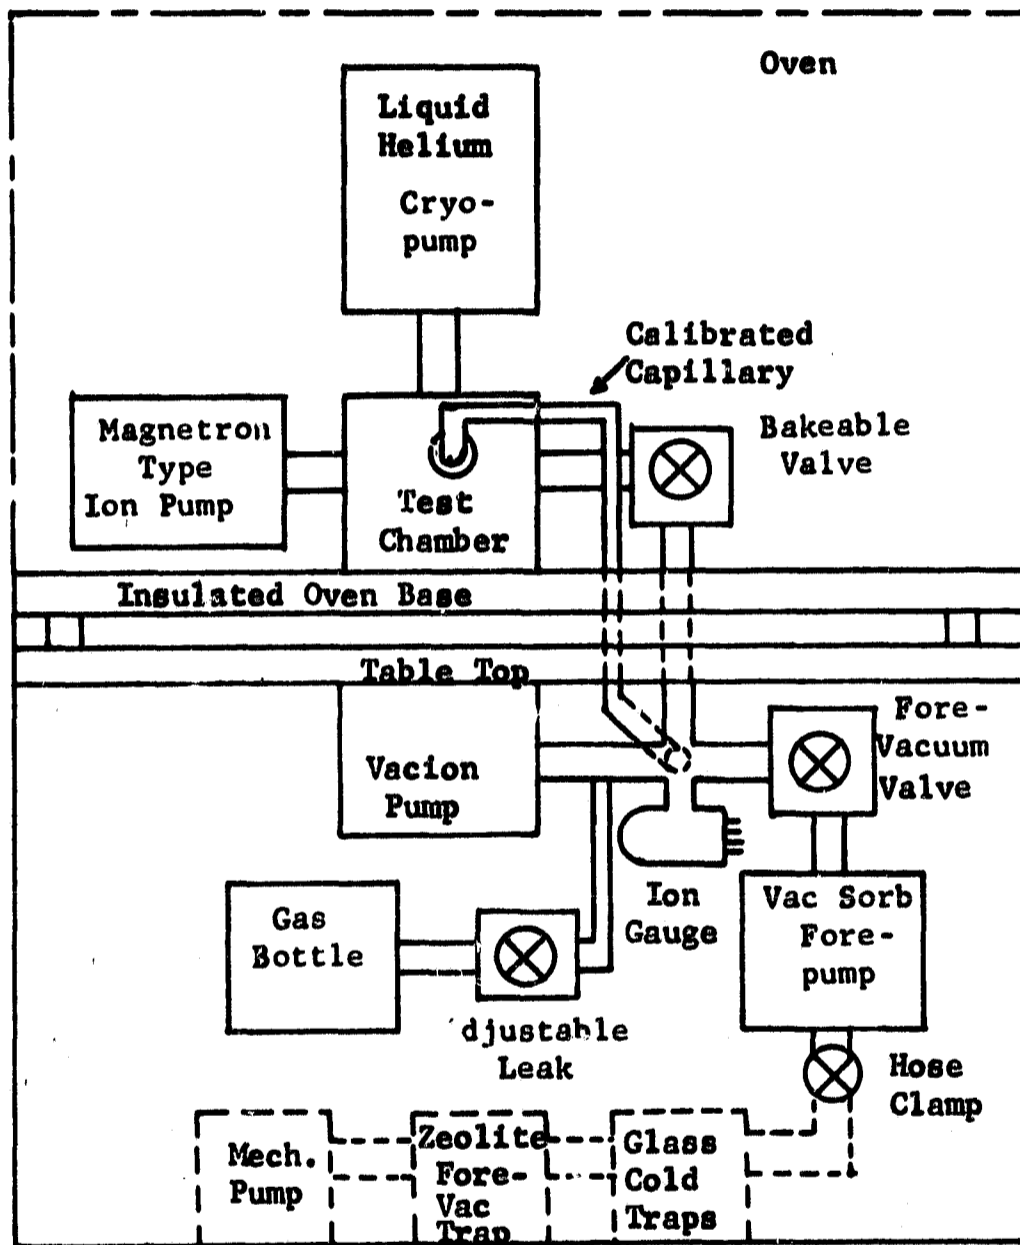 Oven
Liquid
Helium
Cryo-
pump
Calibrated
Capillary
Magnetron
Type
Ion Pump
Test
Chamber
Bakeable
Valve
Insulated Oven Base
Table Top
Vacion
Pump
Fore-
Vacuum
Valve
Ion
Gauge
Vac Sorb
Fore-
pump
Gas
Bottle
djustable
Leak
Hose
Clamp
Mech.
Pump
Zeolite
Fore-
Vac
Trap
Glass
Cold
Traps